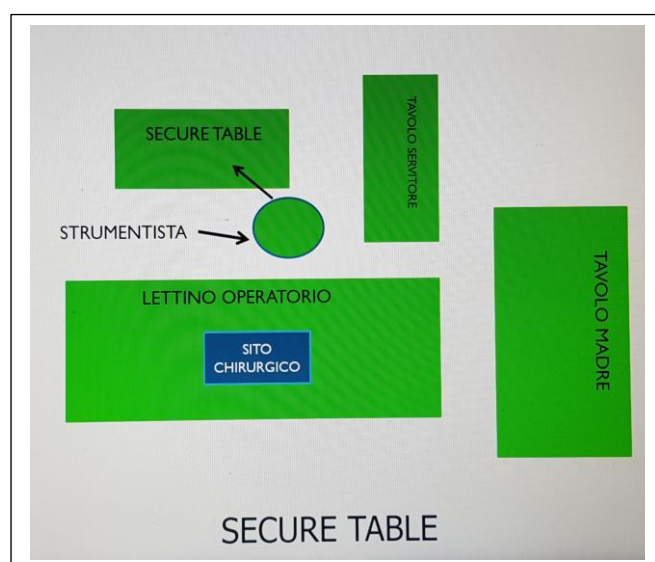 SECURE TABLE
TAVOLO SERVITORE
STRUMENTISTA
TAVOLO MADRE
LETTINO OPERATORIO
SITO
CHIRURGICO
SECURE TABLE